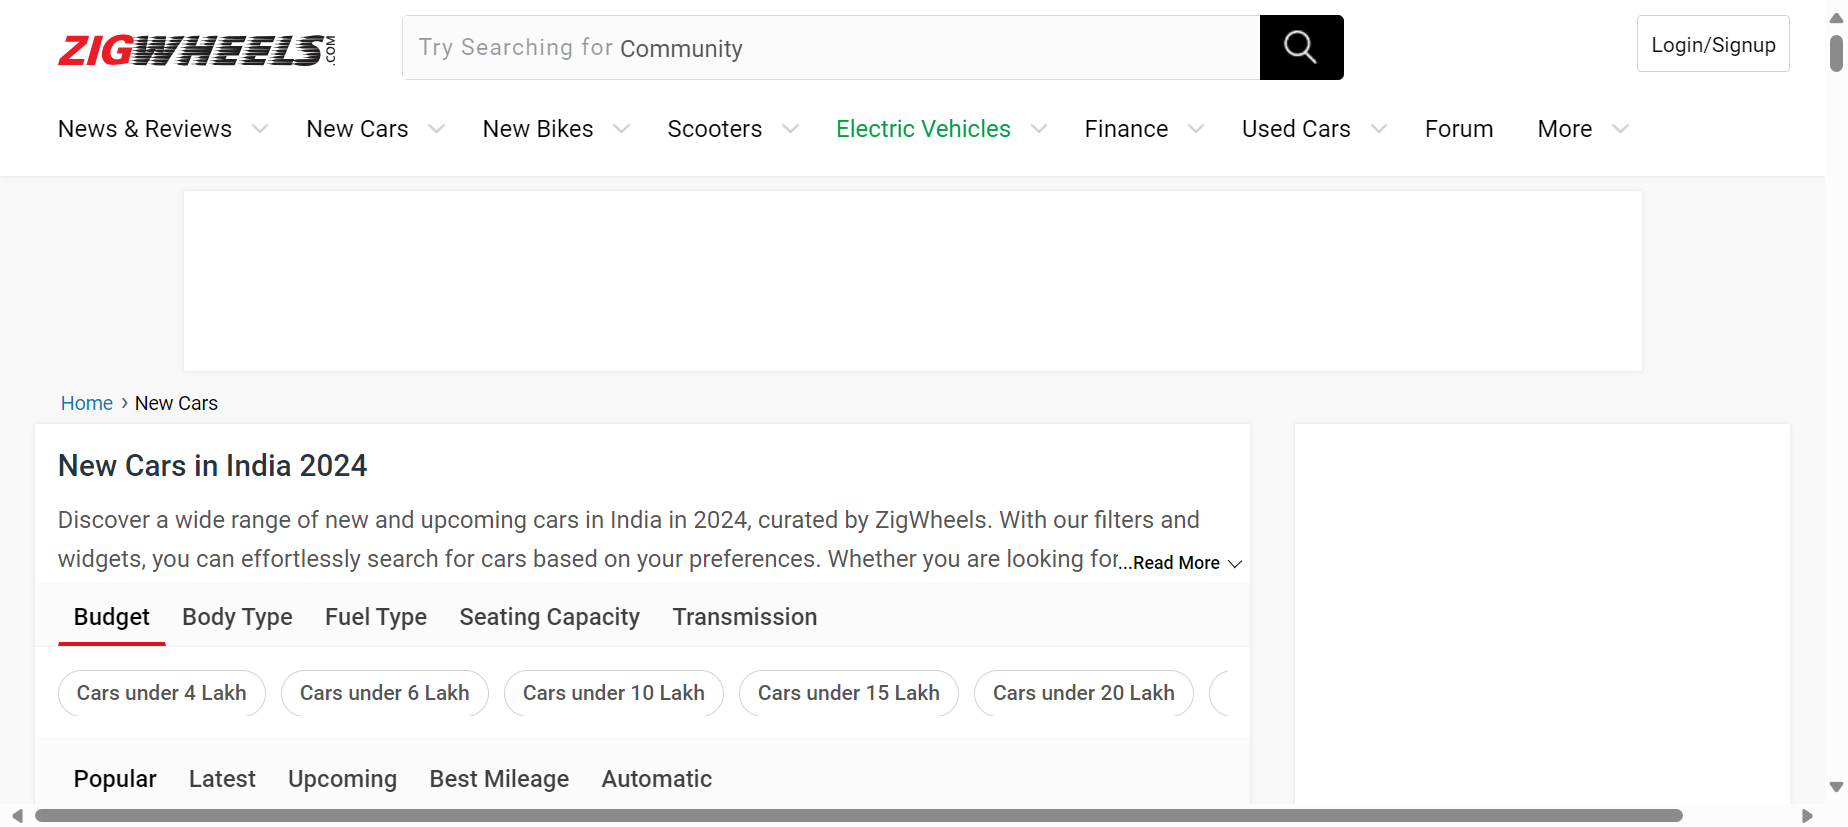 ZIGWHEELS.COM
Try Searching for Community
Login/Signup
News & Reviews New Cars New Bikes Scooters Electric Vehicles Finance Used Cars Forum More
Home › New Cars
New Cars in India 2024
Discover a wide range of new and upcoming cars in India in 2024, curated by ZigWheels. With our filters and
widgets, you can effortlessly search for cars based on your preferences. Whether you are looking for...Read More
Budget Body Type Fuel Type Seating Capacity Transmission
Cars under 4 Lakh Cars under 6 Lakh Cars under 10 Lakh Cars under 15 Lakh Cars under 20 Lakh
Popular Latest Upcoming Best Mileage Automatic